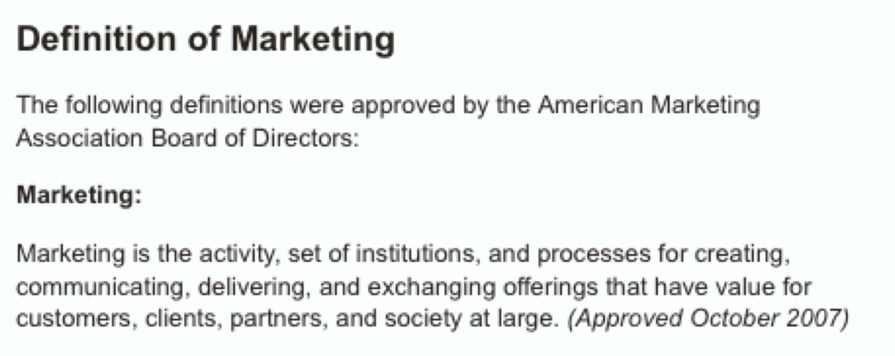 Definition of Marketing
The following definitions were approved by the American Marketing
Association Board of Directors:
Marketing:
Marketing is the activity, set of institutions, and processes for creating,
communicating, delivering, and exchanging offerings that have value for
customers, clients, partners, and society at large. (Approved October 2007)